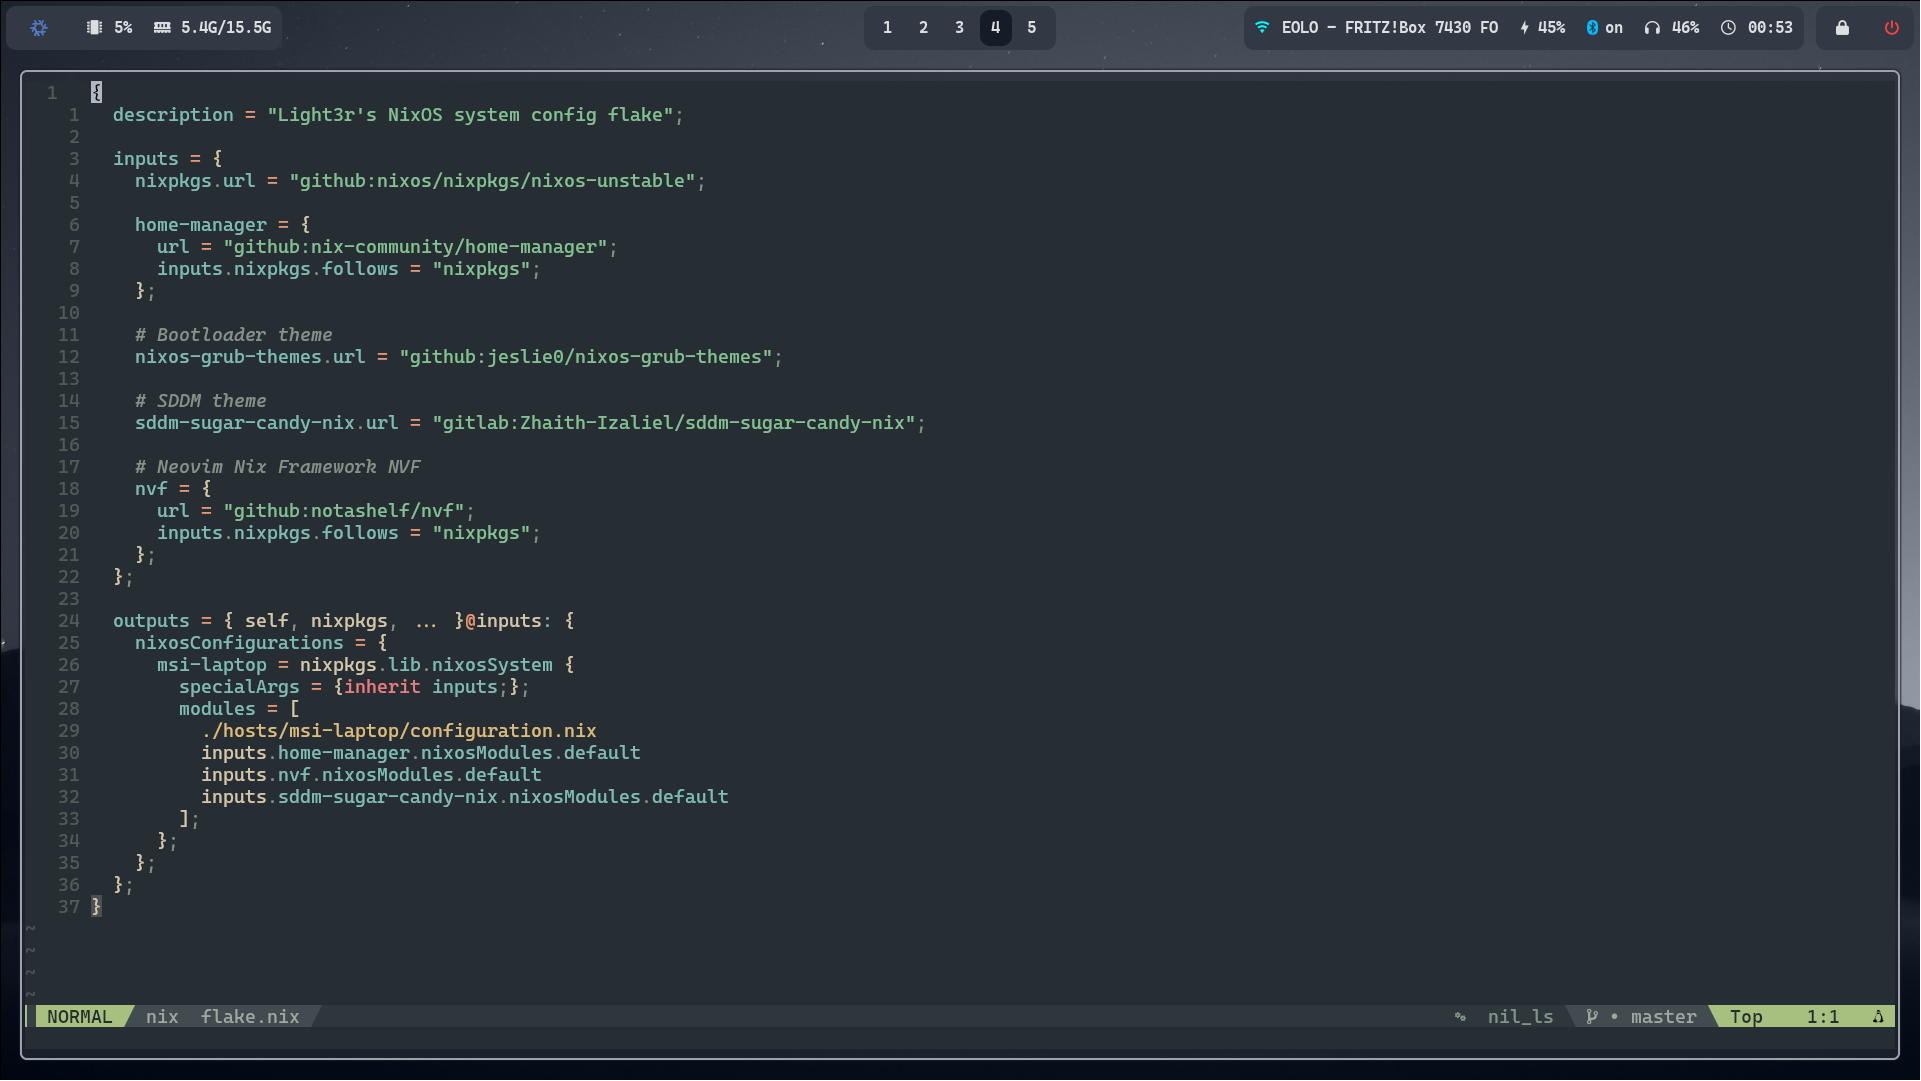 5% 5.4G/15.5G 1 2 3 4 5 EOLO - FRITZ!Box 7430 FO 45% on 46% 00:53
1 {
1 description = "Light3r's NixOS system config flake";
2
3 inputs = {
4 nixpkgs.url = "github:nixos/nixpkgs/nixos-unstable";
5
6 home-manager = {
7 url = "github:nix-community/home-manager";
8 inputs.nixpkgs.follows = "nixpkgs";
9 };
10
11 # Bootloader theme
12 nixos-grub-themes.url = "github:jeslie0/nixos-grub-themes";
13
14 # SDDM theme
15 sddm-sugar-candy-nix.url = "gitlab:Zhaith-Izaliel/sddm-sugar-candy-nix";
16
17 # Neovim Nix Framework NVF
18 nvf = {
19 url = "github:notashelf/nvf";
20 inputs.nixpkgs.follows = "nixpkgs";
21 };
22 };
23
24 outputs = { self, nixpkgs, ... }@inputs: {
25 nixosConfigurations = {
26 msi-laptop = nixpkgs.lib.nixosSystem {
27 specialArgs = {inherit inputs;};
28 modules = [
29 ./hosts/msi-laptop/configuration.nix
30 inputs.home-manager.nixosModules.default
31 inputs.nvf.nixosModules.default
32 inputs.sddm-sugar-candy-nix.nixosModules.default
33 ];
34 };
35 };
36 };
37 }
~
~
~
~
NORMAL nix flake.nix nil_ls • master Top 1:1